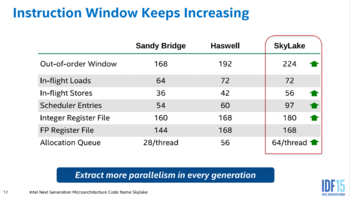 Instruction Window Keeps Increasing
Sandy Bridge Haswell SkyLake
Out-of-order Window 168 192 224
In-flight Loads 64 72 72
In-flight Stores 36 42 56
Scheduler Entries 54 60 97
Integer Register File 160 168 180
FP Register File 144 168 168
Allocation Queue 28/thread 56 64/thread
Extract more parallelism in every generation
12 Intel Next Generation Microarchitecture Code Name Skylake
IDF15